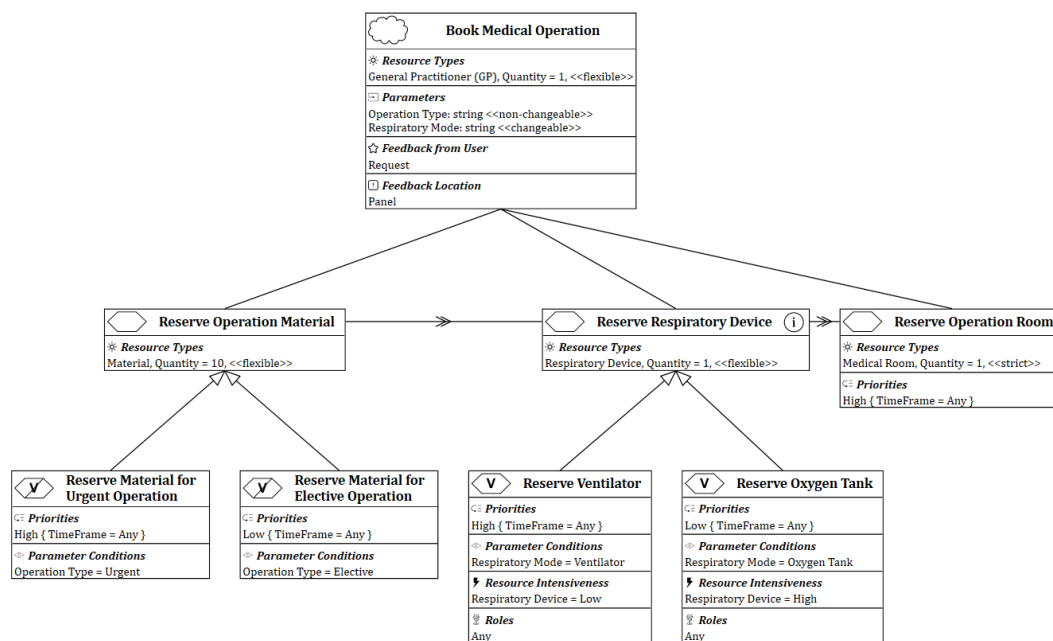 Book Medical Operation
Resource Types
General Practitioner (GP), Quantity = 1, <<flexible>>
Parameters
Operation Type: string <<non-changeable>>
Respiratory Mode: string <<changeable>>
Feedback from User
Request
Feedback Location
Panel
Reserve Operation Material
Resource Types
Material, Quantity = 10, <<flexible>>
Reserve Respiratory Device
i
Resource Types
Respiratory Device, Quantity = 1, <<flexible>>
Reserve Operation Room
Resource Types
Medical Room, Quantity = 1, <<strict>>
Priorities
High { TimeFrame = Any }
V
Reserve Material for
Urgent Operation
Priorities
High { TimeFrame = Any }
Parameter Conditions
Operation Type = Urgent
V
Reserve Material for
Elective Operation
Priorities
Low { TimeFrame = Any }
Parameter Conditions
Operation Type = Elective
V
Reserve Ventilator
Priorities
High { TimeFrame = Any }
Parameter Conditions
Respiratory Mode = Ventilator
Resource Intensiveness
Respiratory Device = Low
Roles
Any
V
Reserve Oxygen Tank
Priorities
Low { TimeFrame = Any }
Parameter Conditions
Respiratory Mode = Oxygen Tank
Resource Intensiveness
Respiratory Device = High
Roles
Any